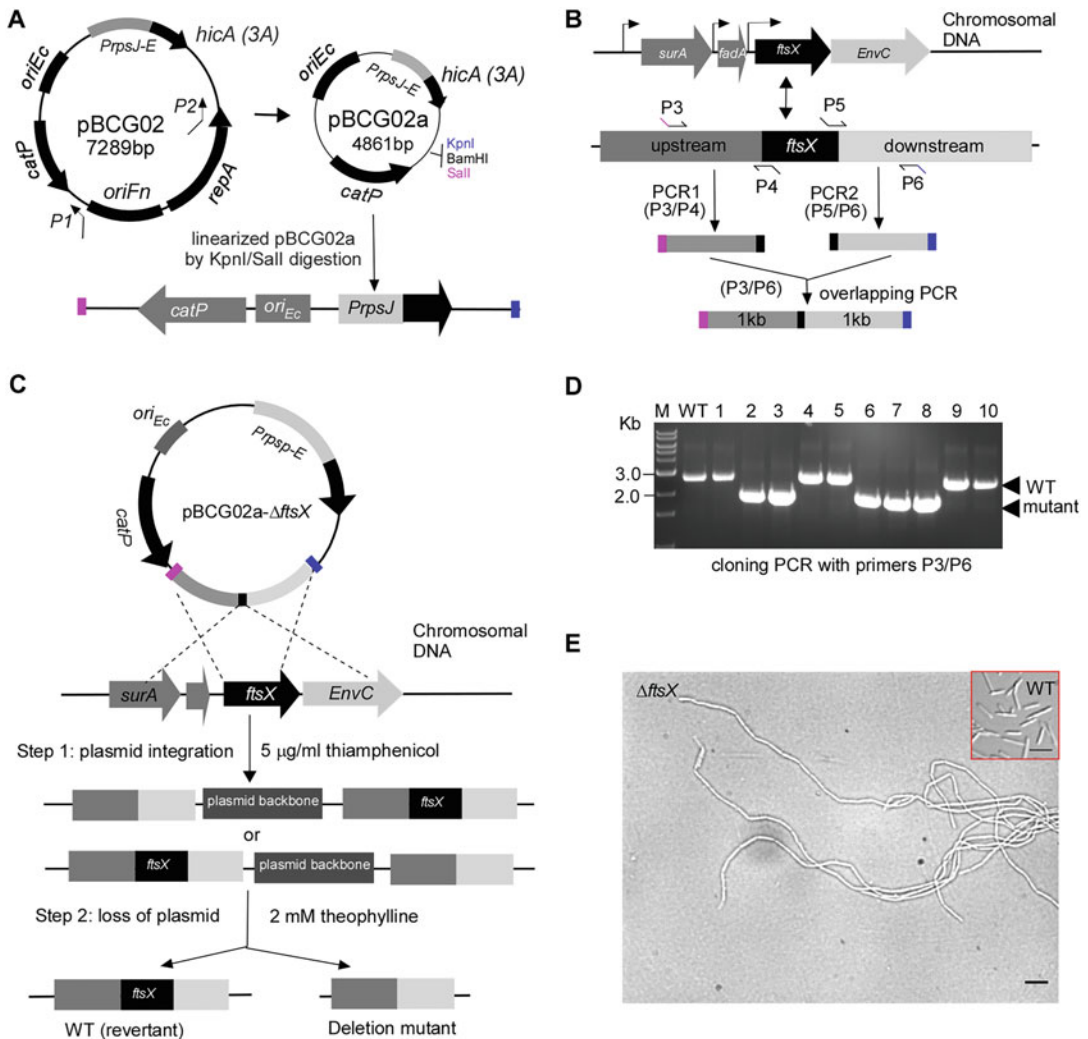 A
PrpsJ-E
hicA (3A)
oriEc
P2
pBCG02
7289bp
catP
repA
oriFn
P1
oriEc
PrpsJ-E
hicA (3A)
pBCG02a
4861bp
KpnI
BamHI
SalI
catP
linearized pBCG02a
by KpnI/SalI digestion
catP
oriEc
PrpsJ
B
Chromosomal
DNA
surA
fadA
ftsX
EnvC
P3
P5
upstream
ftsX
downstream
P4
P6
PCR1
(P3/P4)
PCR2
(P5/P6)
(P3/P6)
overlapping PCR
1kb
1kb
C
oriEc
Prpsp-E
catP
pBCG02a-ΔftsX
Chromosomal
DNA
surA
ftsX
EnvC
Step 1: plasmid integration
5 μg/ml thiamphenicol
plasmid backbone
ftsX
or
ftsX
plasmid backbone
Step 2: loss of plasmid
2 mM theophylline
ftsX
WT (revertant)
Deletion mutant
D
Kb
M WT 1 2 3 4 5 6 7 8 9 10
3.0
2.0
WT
mutant
cloning PCR with primers P3/P6
E
ΔftsX
WT